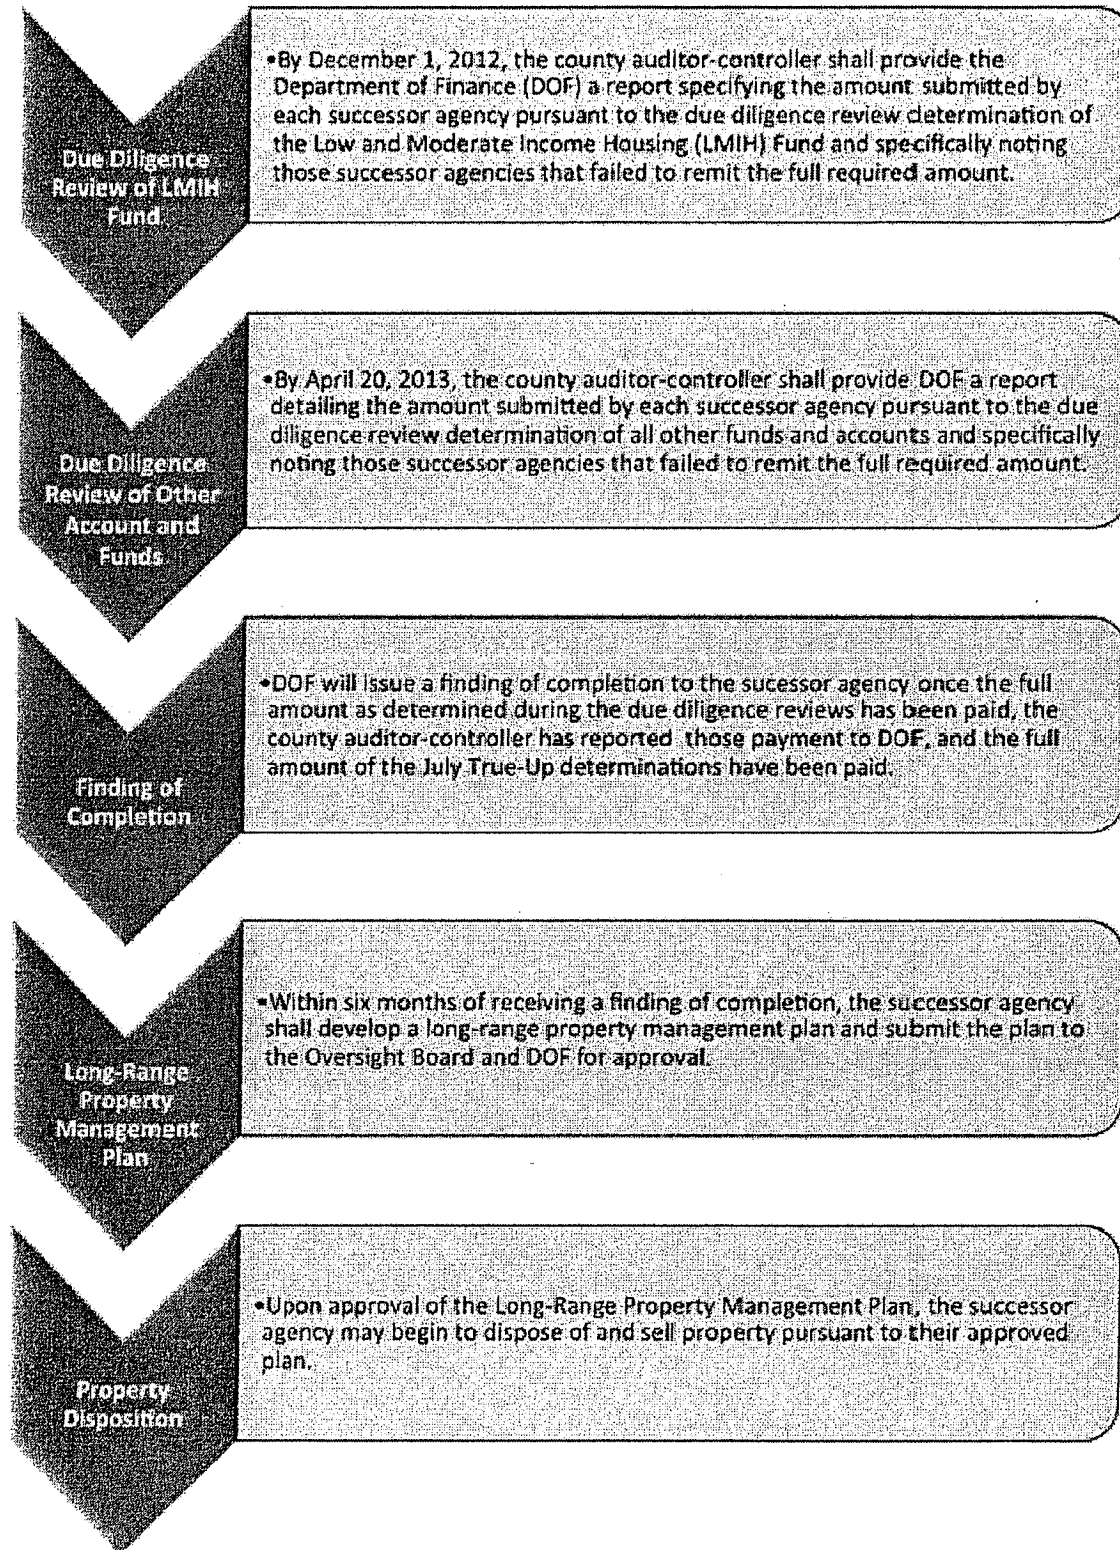 Due Diligence
Review of LMIH
Fund
•By December 1, 2012, the county auditor-controller shall provide the
Department of Finance (DOF) a report specifying the amount submitted by
each successor agency pursuant to the due diligence review determination of
the Low and Moderate Income Housing (LMIH) Fund and specifically noting
those successor agencies that failed to remit the full required amount.
Due Diligence
Review of Other
Account and
Funds
•By April 20, 2013, the county auditor-controller shall provide DOF a report
detailing the amount submitted by each successor agency pursuant to the due
diligence review determination of all other funds and accounts and specifically
noting those successor agencies that failed to remit the full required amount.
Finding of
Completion
•DOF will issue a finding of completion to the sucessor agency once the full
amount as determined during the due diligence reviews has been paid, the
county auditor-controller has reported those payment to DOF, and the full
amount of the July True-Up determinations have been paid.
Long-Range
Property
Management
Plan
•Within six months of receiving a finding of completion, the successor agency
shall develop a long-range property management plan and submit the plan to
the Oversight Board and DOF for approval.
Property
Disposition
•Upon approval of the Long-Range Property Management Plan, the successor
agency may begin to dispose of and sell property pursuant to their approved
plan.